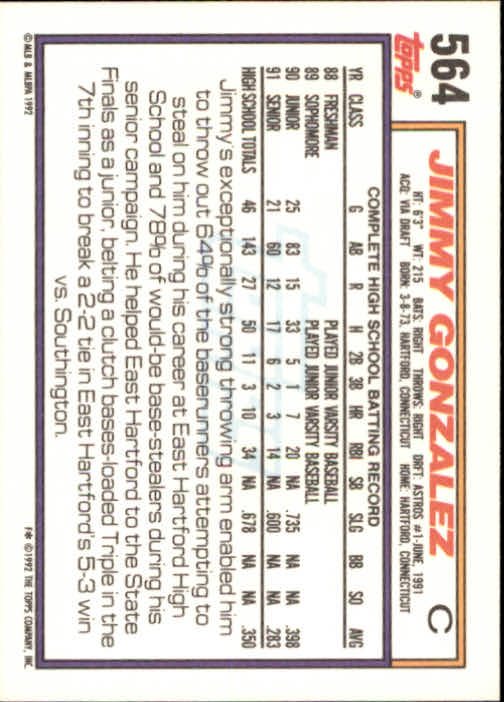 564
TOPPS®
JIMMY GONZALEZ C
HT: 6'3" WT: 215 BATS: RIGHT THROWS: RIGHT DRFT: ASTROS #1-JUNE, 1991
ACQ: VIA DRAFT BORN: 3-8-73, HARTFORD, CONNECTICUT HOME: HARTFORD, CONNECTICUT
COMPLETE HIGH SCHOOL BATTING RECORD
YR CLASS G AB R H 2B 3B HR RBI SB SLG BB SO AVG
88 FRESHMAN PLAYED JUNIOR VARSITY BASEBALL
89 SOPHOMORE PLAYED JUNIOR VARSITY BASEBALL
90 JUNIOR 25 83 15 33 5 1 7 20 NA .735 NA NA .398
91 SENIOR 21 60 12 17 6 2 3 14 NA .600 NA NA .283
HIGH SCHOOL TOTALS 46 143 27 50 11 3 10 34 NA .678 NA NA .350
Jimmy's exceptionally strong throwing arm enabled him
to throw out 64% of the baserunners attempting to
steal on him during his career at East Hartford High
School and 78% of would-be base-stealers during his
senior campaign. He helped East Hartford to the State
Finals as a junior, belting a clutch bases-loaded Triple in the
7th inning to break a 2-2 tie in East Hartford's 5-3 win
vs. Southington.
© MLB & MLBPA 1992
F* © 1992 THE TOPPS COMPANY, INC.